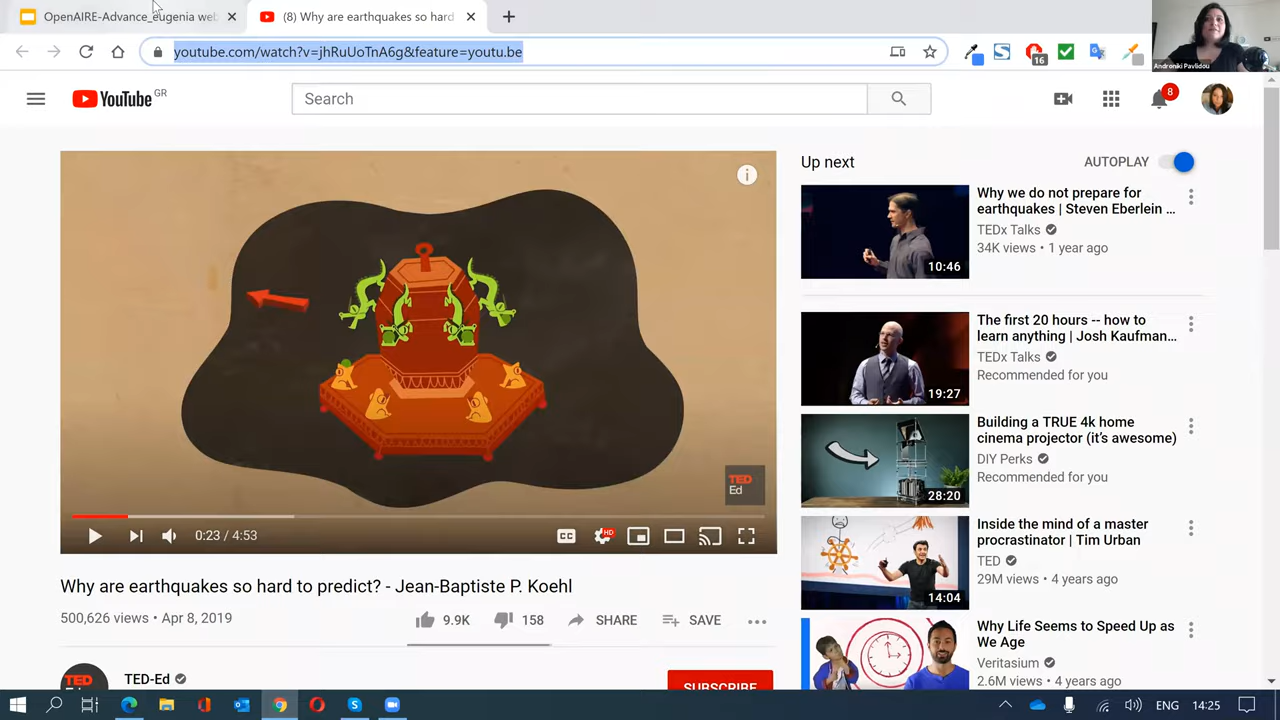 OpenAIRE-Advance_eugenia web
(8) Why are earthquakes so hard
youtube.com/watch?v=jhRuUoTnA6g&feature=youtu.be
16
Androniki Pavlidou
YouTube GR
Search
8
Up next
AUTOPLAY
Why we do not prepare for
earthquakes | Steven Eberlein ...
TEDx Talks
34K views • 1 year ago
10:46
The first 20 hours -- how to
learn anything | Josh Kaufman...
TEDx Talks
Recommended for you
19:27
Building a TRUE 4k home
cinema projector (it's awesome)
DIY Perks
Recommended for you
28:20
Inside the mind of a master
procrastinator | Tim Urban
TED
29M views • 4 years ago
14:04
Why Life Seems to Speed Up as
We Age
Veritasium
2.6M views • 4 years ago
TED
Ed
0:23 / 4:53
CC
HD
Why are earthquakes so hard to predict? - Jean-Baptiste P. Koehl
500,626 views • Apr 8, 2019
9.9K
158
SHARE
SAVE
TED
TED-Ed
SUBSCRIBE
ENG
14:25